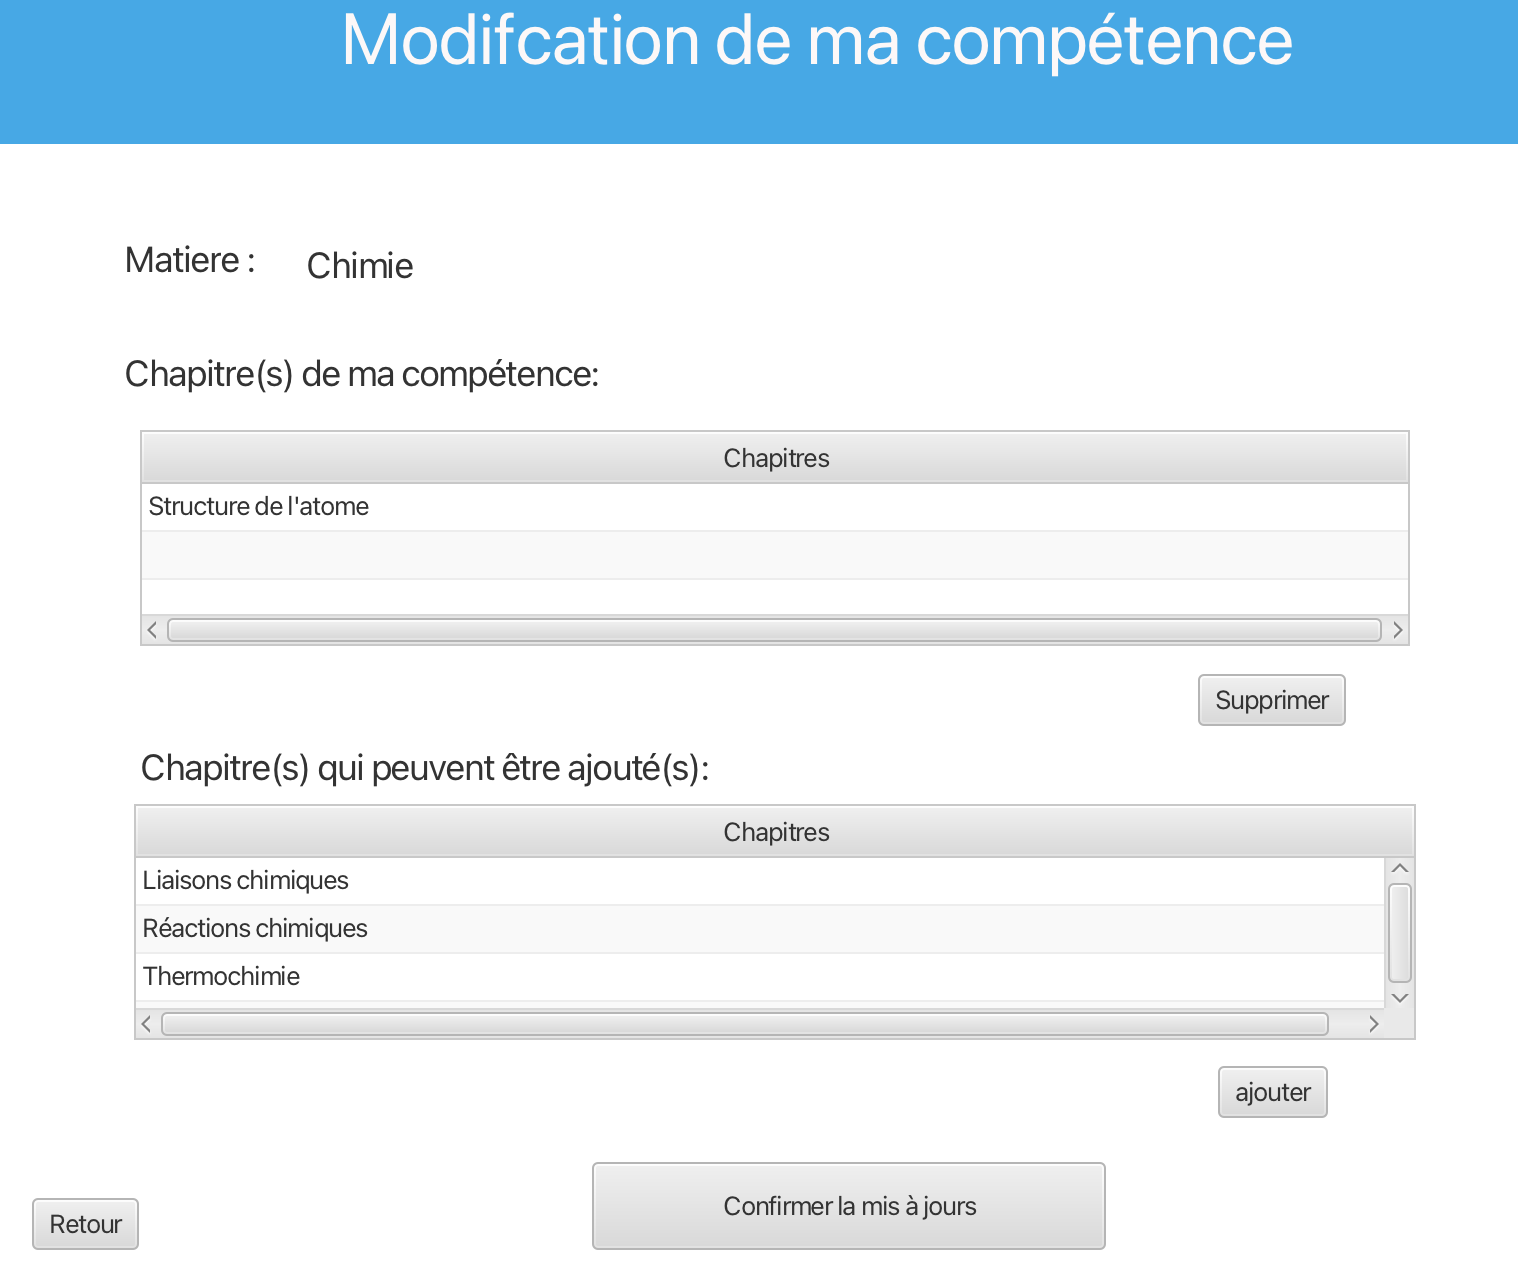 Modifcation de ma compétence
Matiere : Chimie
Chapitre(s) de ma compétence:
Chapitres
Structure de l'atome
Supprimer
Chapitre(s) qui peuvent être ajouté(s):
Chapitres
Liaisons chimiques
Réactions chimiques
Thermochimie
ajouter
Confirmer la mis à jours
Retour